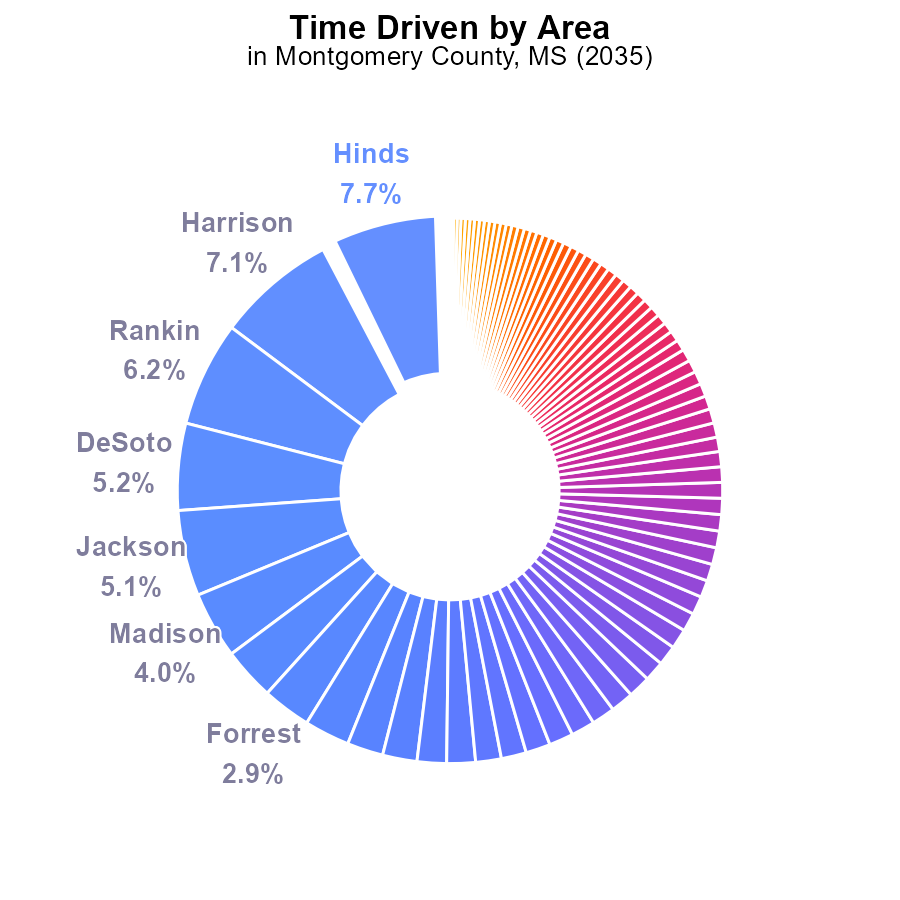 Time Driven by Area
in Montgomery County, MS (2035)
Hinds
7.7%
Harrison
7.1%
Rankin
6.2%
DeSoto
5.2%
Jackson
5.1%
Madison
4.0%
Forrest
2.9%